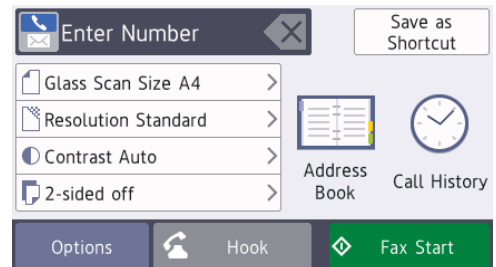 Enter Number
Save as
Shortcut
Glass Scan Size A4
Resolution Standard
Contrast Auto
2-sided off
Address
Book
Call History
Options
Hook
Fax Start